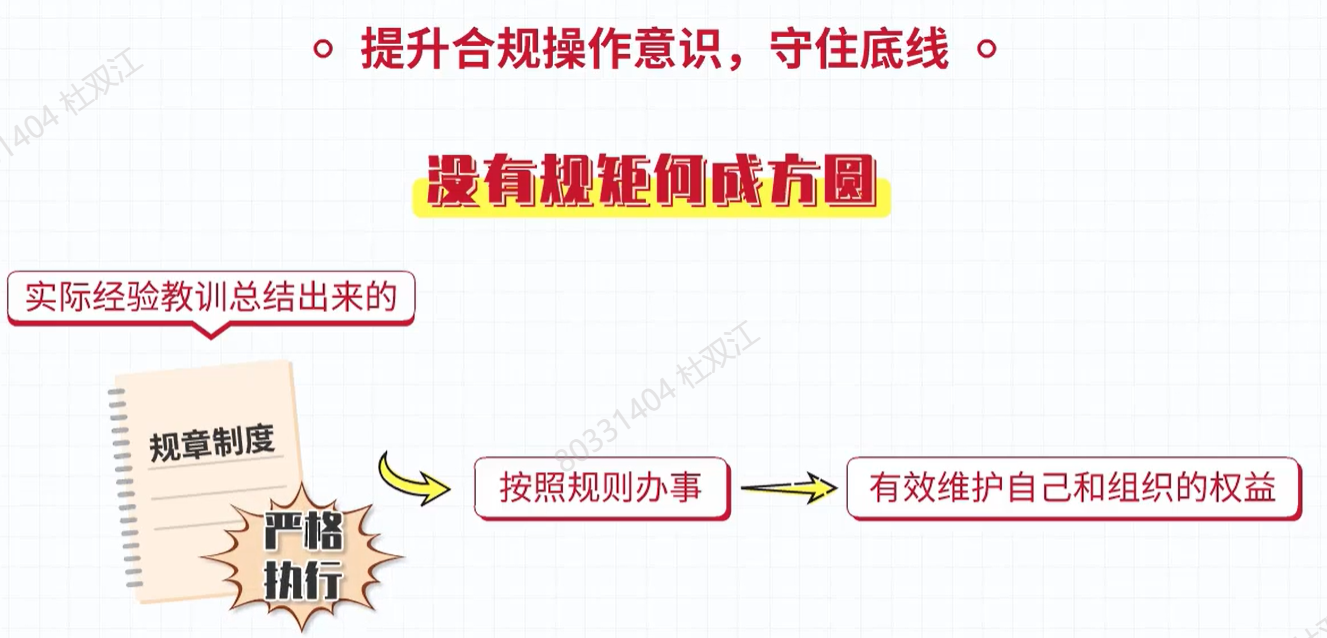 提升合规操作意识，守住底线
没有规矩何成方圆
实际经验教训总结出来的
规章制度
严格
执行
按照规则办事
有效维护自己和组织的权益
1404 杜双江
80331404 杜双江